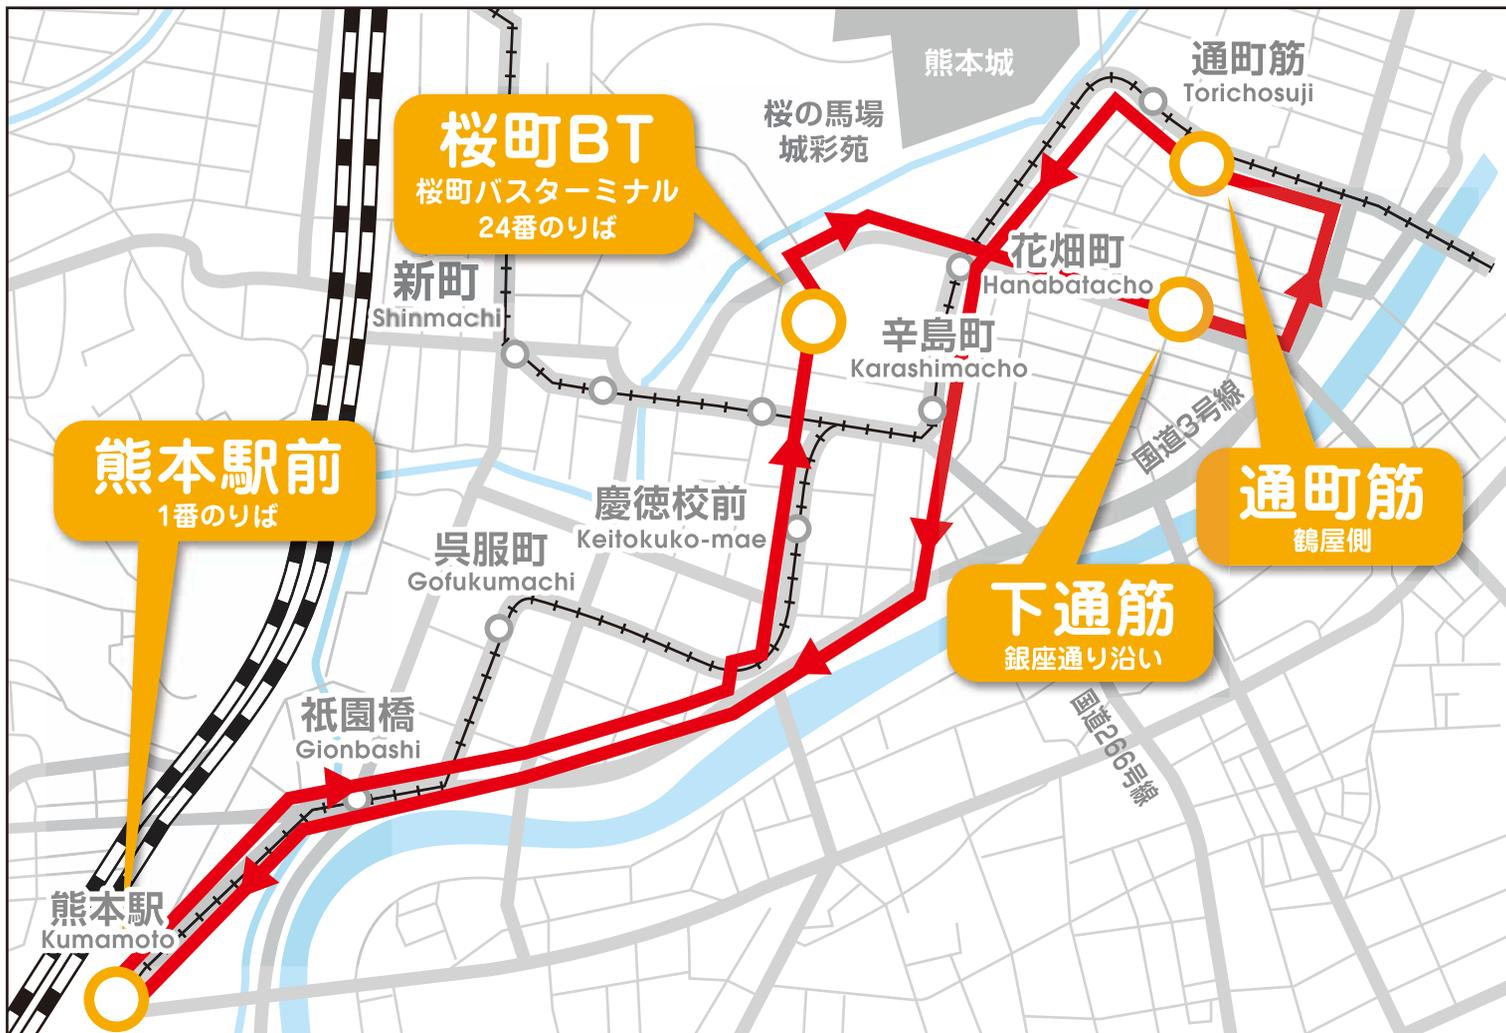 熊本城
通町筋
Torichosuji
桜の馬場
城彩苑
桜町BT
桜町バスターミナル
24番のりば
新町
Shinmachi
花畑町
Hanabatacho
辛島町
Karashimacho
国道3号線
熊本駅前
1番のりば
通町筋
鶴屋側
慶徳校前
Keitokuko-mae
呉服町
Gofukumachi
下通筋
銀座通り沿い
祇園橋
Gionbashi
国道266号線
熊本駅
Kumamoto